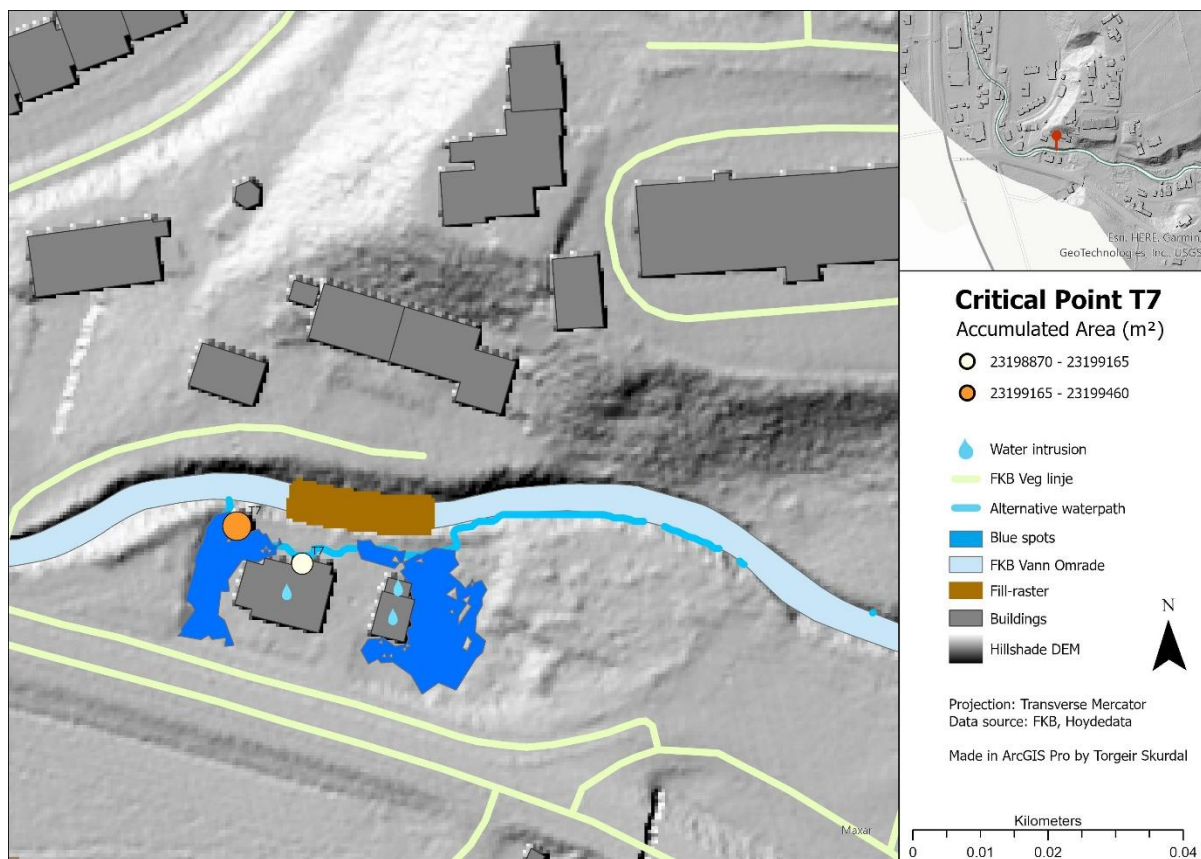 T7
T7
Maxar
Esri, HERE, Garmin,
GeoTechnologies, Inc., USGS
Critical Point T7
Accumulated Area (m²)
23198870 - 23199165
23199165 - 23199460
Water intrusion
FKB Veg linje
Alternative waterpath
Blue spots
FKB Vann Omrade
Fill-raster
Buildings
Hillshade DEM
N
Projection: Transverse Mercator
Data source: FKB, Hoydedata
Made in ArcGIS Pro by Torgeir Skurdal
Kilometers
0 0.01 0.02 0.04